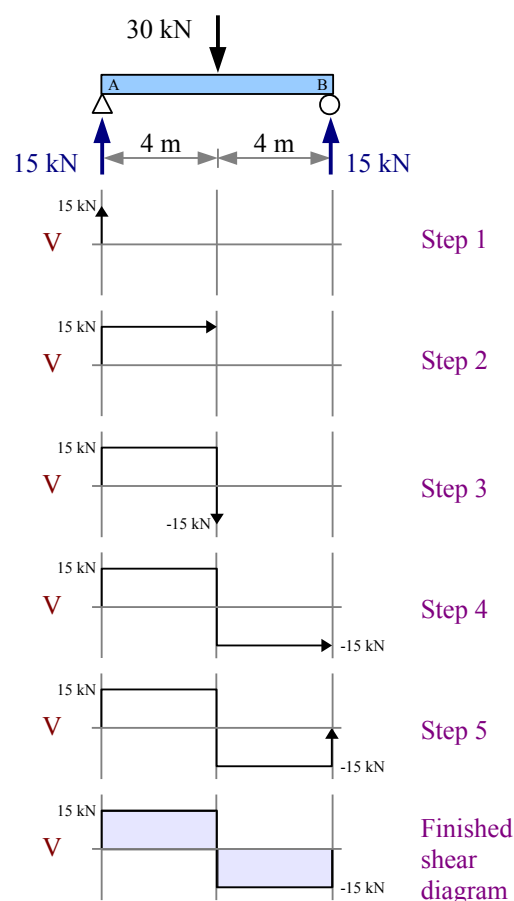 30 kN
A B
4 m 4 m
15 kN 15 kN
15 kN
V Step 1
15 kN
V Step 2
15 kN
V Step 3
-15 kN
15 kN
V Step 4
-15 kN
15 kN
V Step 5
-15 kN
15 kN
V Finished
shear
-15 kN diagram